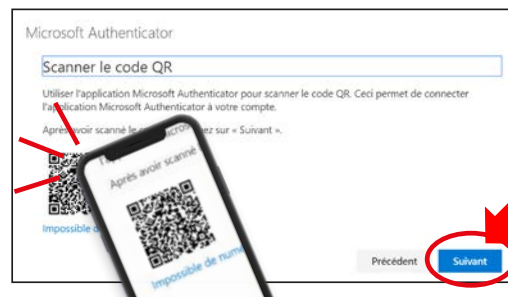 Microsoft Authenticator
Scanner le code QR
Utiliser l'application Microsoft Authenticator pour scanner le code QR. Ceci permet de connecter
l'application Microsoft Authenticator à votre compte.
Après avoir scanné le sur « Suivant ».
Après avoir scanné
Impossible
Impossible de
Précédent
Suivant